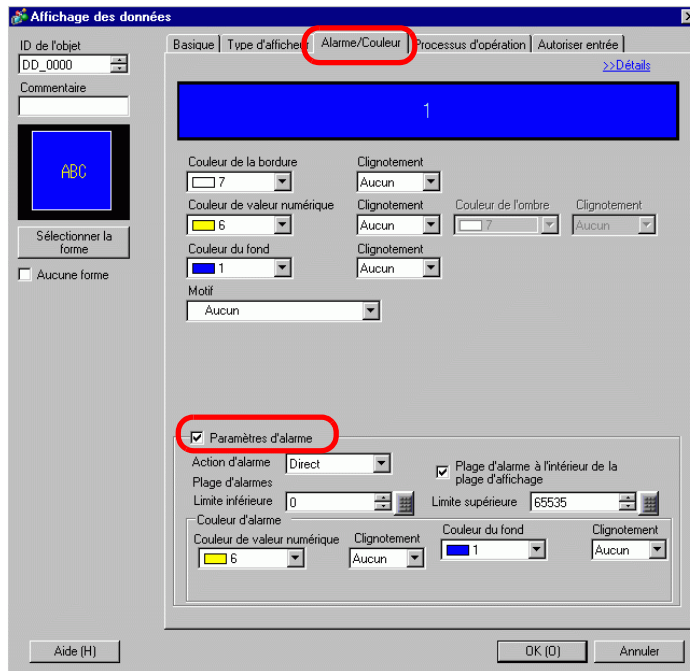 Affichage des données
ID de l'objet
DD_0000
Commentaire
ABC
Sélectionner la
forme
Aucune forme
Basique Type d'afficheur Alarme/Couleur Processus d'opération Autoriser entrée
>>Détails
1
Couleur de la bordure Clignotement
7 Aucun
Couleur de valeur numérique Clignotement Couleur de l'ombre Clignotement
6 Aucun 7 Aucun
Couleur du fond Clignotement
1 Aucun
Motif
Aucun
Paramètres d'alarme
Action d'alarme Direct
Plage d'alarme à l'intérieur de la
plage d'affichage
Plage d'alarmes
Limite inférieure 0 Limite supérieure 65535
Couleur d'alarme
Couleur de valeur numérique Clignotement Couleur du fond Clignotement
6 Aucun 1 Aucun
Aide (H) OK (O) Annuler